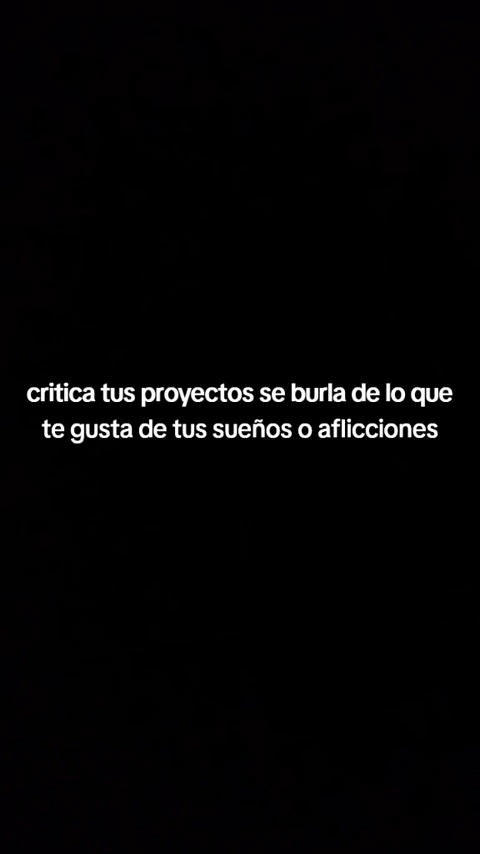 critica tus proyectos se burla de lo que
te gusta de tus sueños o aflicciones